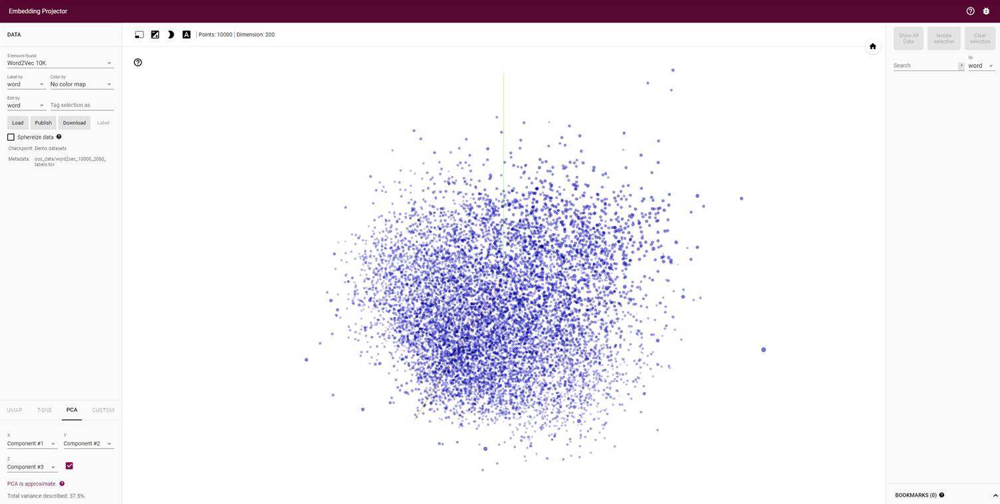 Embedding Projector
DATA
5 tensors found
Word2Vec 10K
Label by
word
Color by
No color map
Edit by
word
Tag selection as
Load
Publish
Download
Label
Sphereize data
Checkpoint: Demo datasets
Metadata: oss_data/word2vec_10000_200d_
labels.tsv
UMAP
T-SNE
PCA
CUSTOM
X
Component #1
Y
Component #2
Z
Component #3
PCA is approximate.
Total variance described: 37.5%.
A
Points: 10000 | Dimension: 200
Show All
Data
Isolate
selection
Clear
selection
Search
.*
by
word
BOOKMARKS (0)